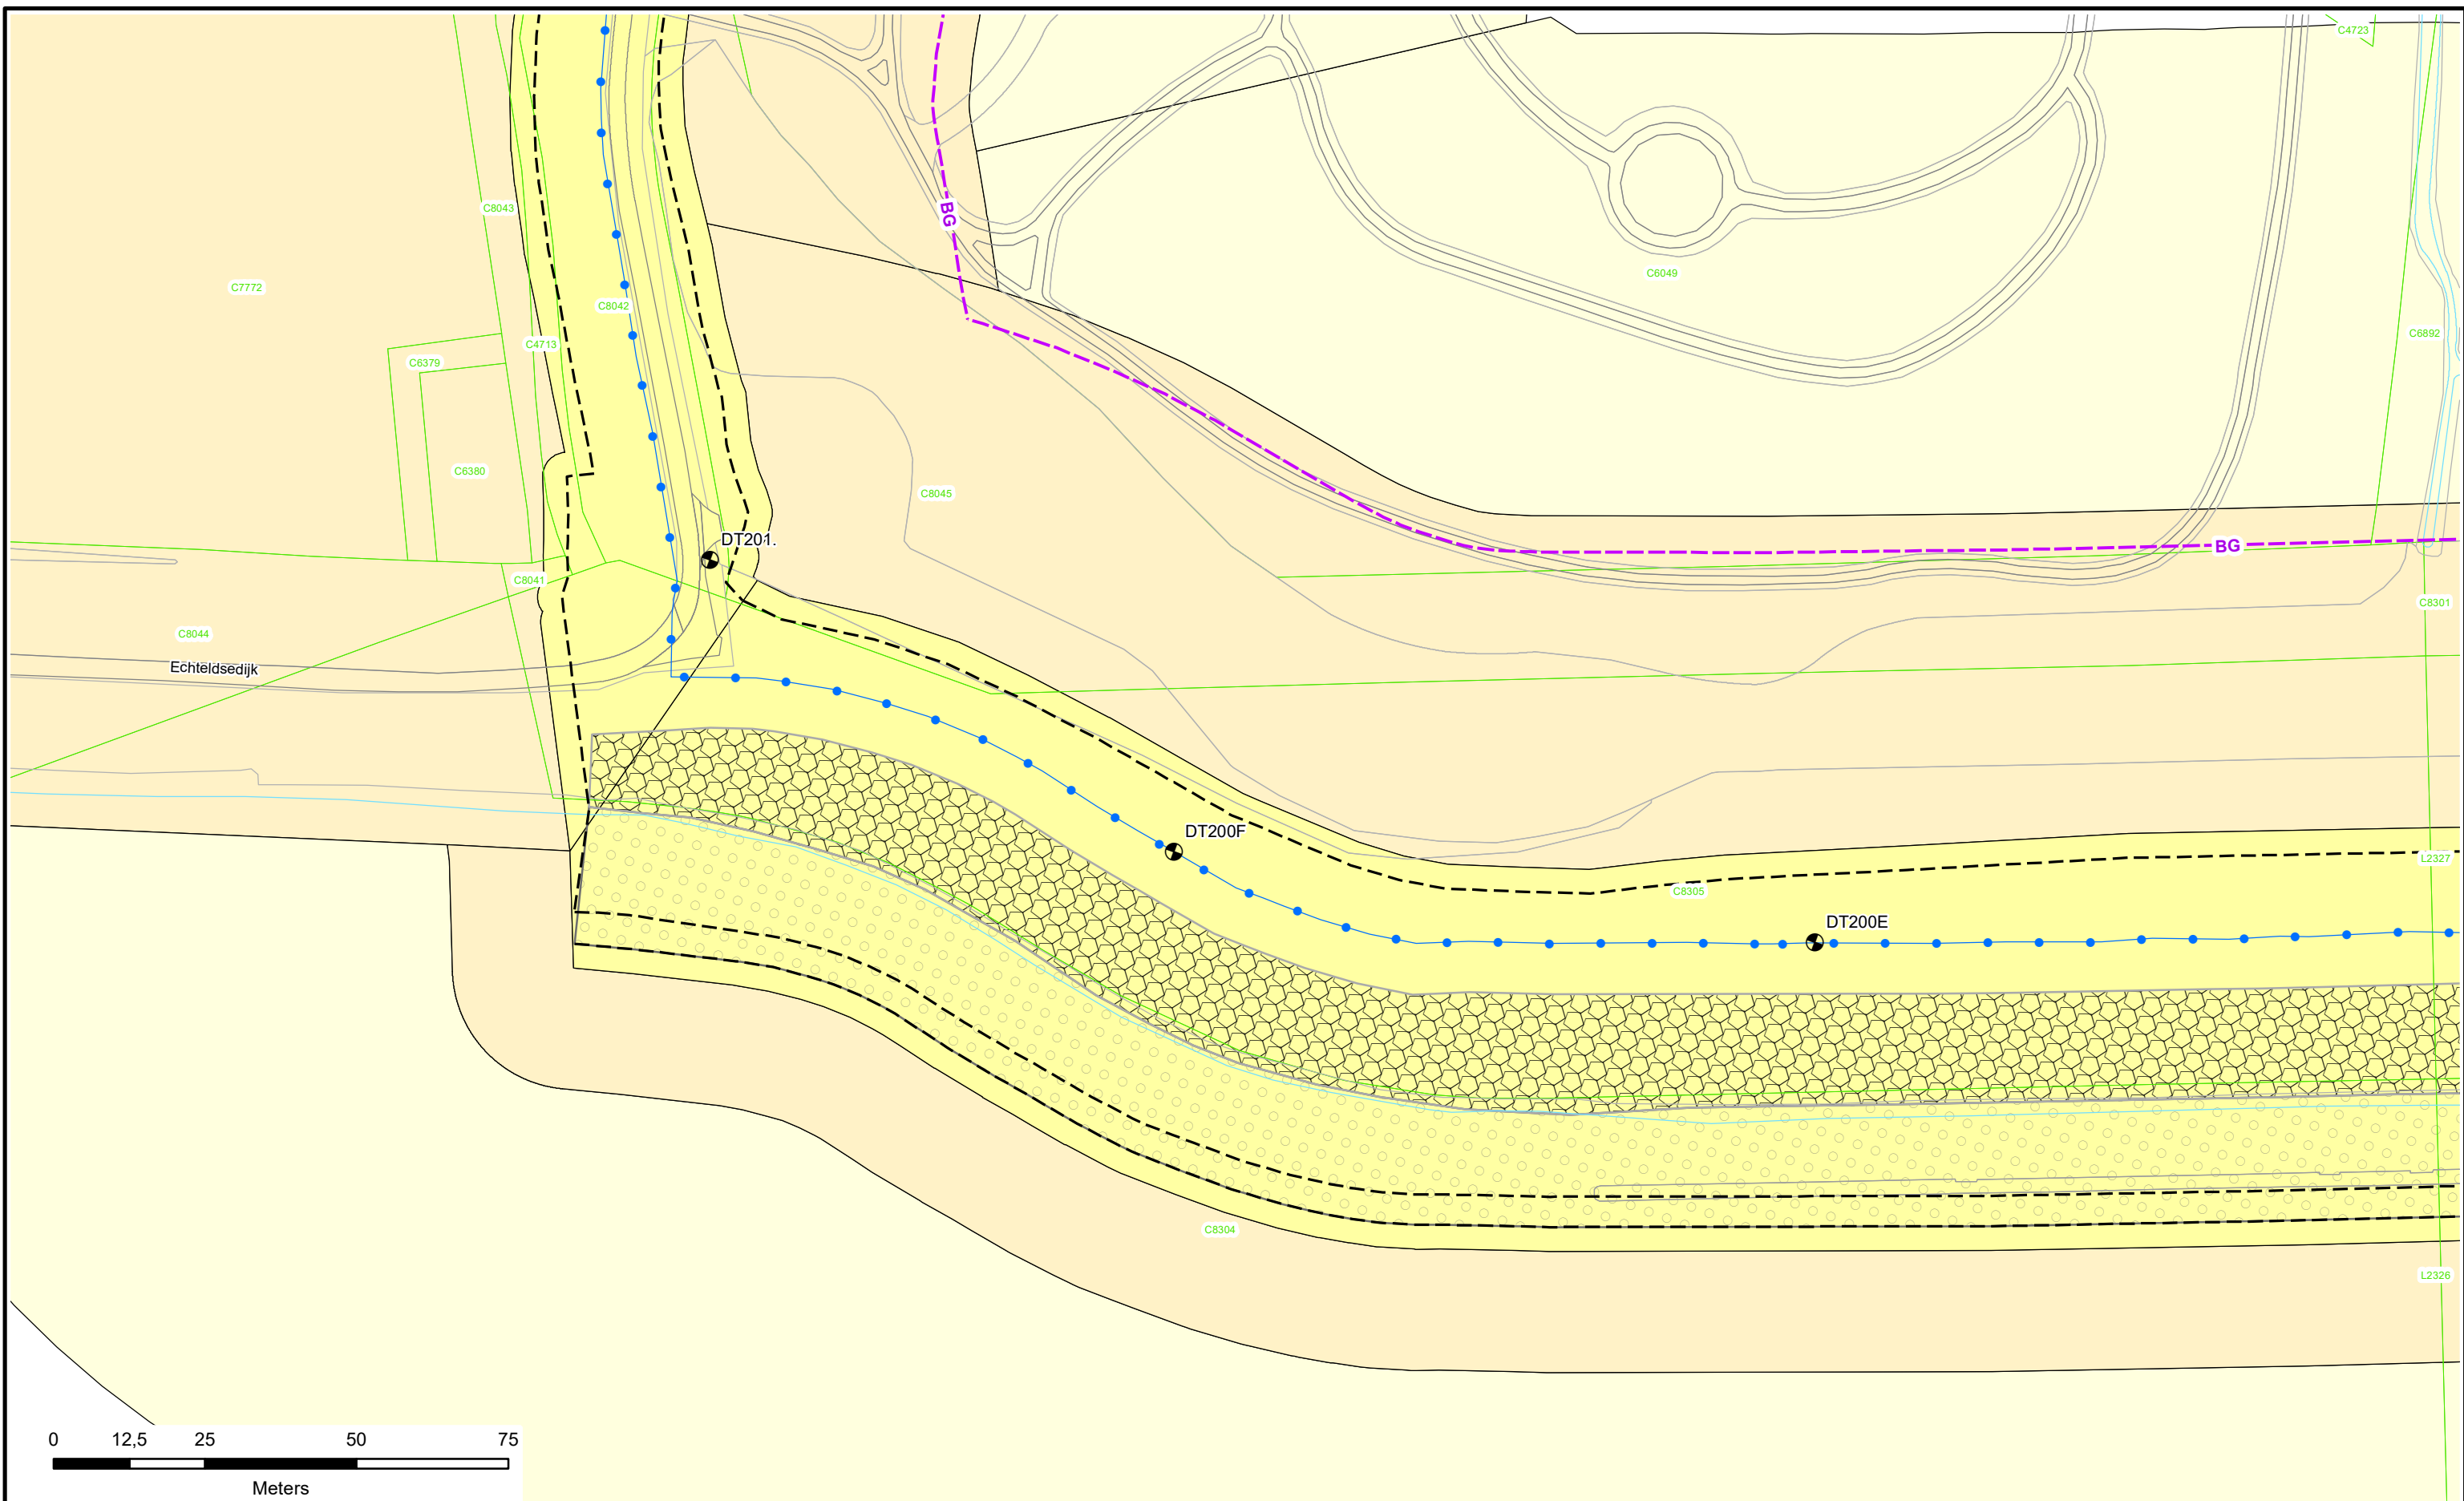 C4723
C8043
BG
C6049
C7772
C8042
C6892
C4713
C6379
C6380
C8045
DT201.
BG
C8041
C8301
C8044
Echteldsedijk
DT200F
L2327
C8305
DT200E
C8304
L2326
0 12,5 25 50 75
Meters